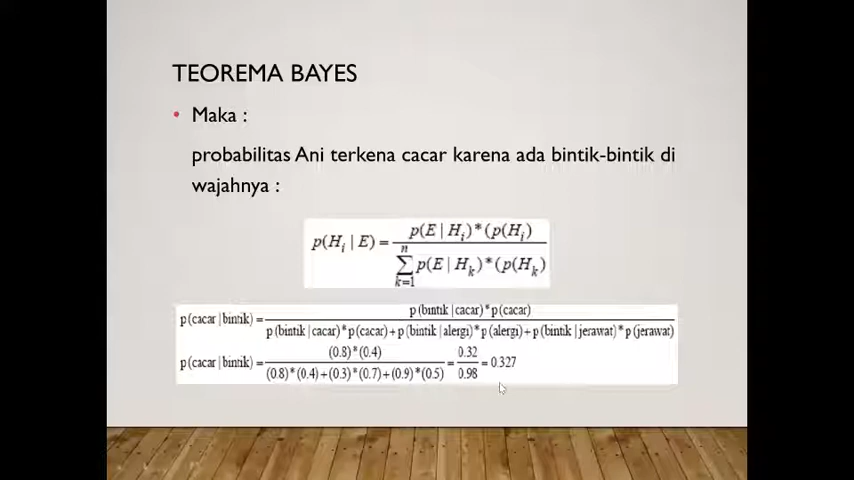 TEOREMA BAYES
• Maka :
probabilitas Ani terkena cacar karena ada bintik-bintik di
wajahnya :
p(H_i | E) = p(E | H_i) * (p(H_i) / ∑_{k=1}^{n} p(E | H_k) * (p(H_k)
p (cacar | bintik) = p (bintik | cacar) * p (cacar) / p (bintik | cacar) * p (cacar) + p (bintik | alergi) * p (alergi) + p (bintik | jerawat) * p (jerawat)
p (cacar | bintik) = (0.8) * (0.4) / (0.8) * (0.4) + (0.3) * (0.7) + (0.9) * (0.5) = 0.32 / 0.98 = 0.327